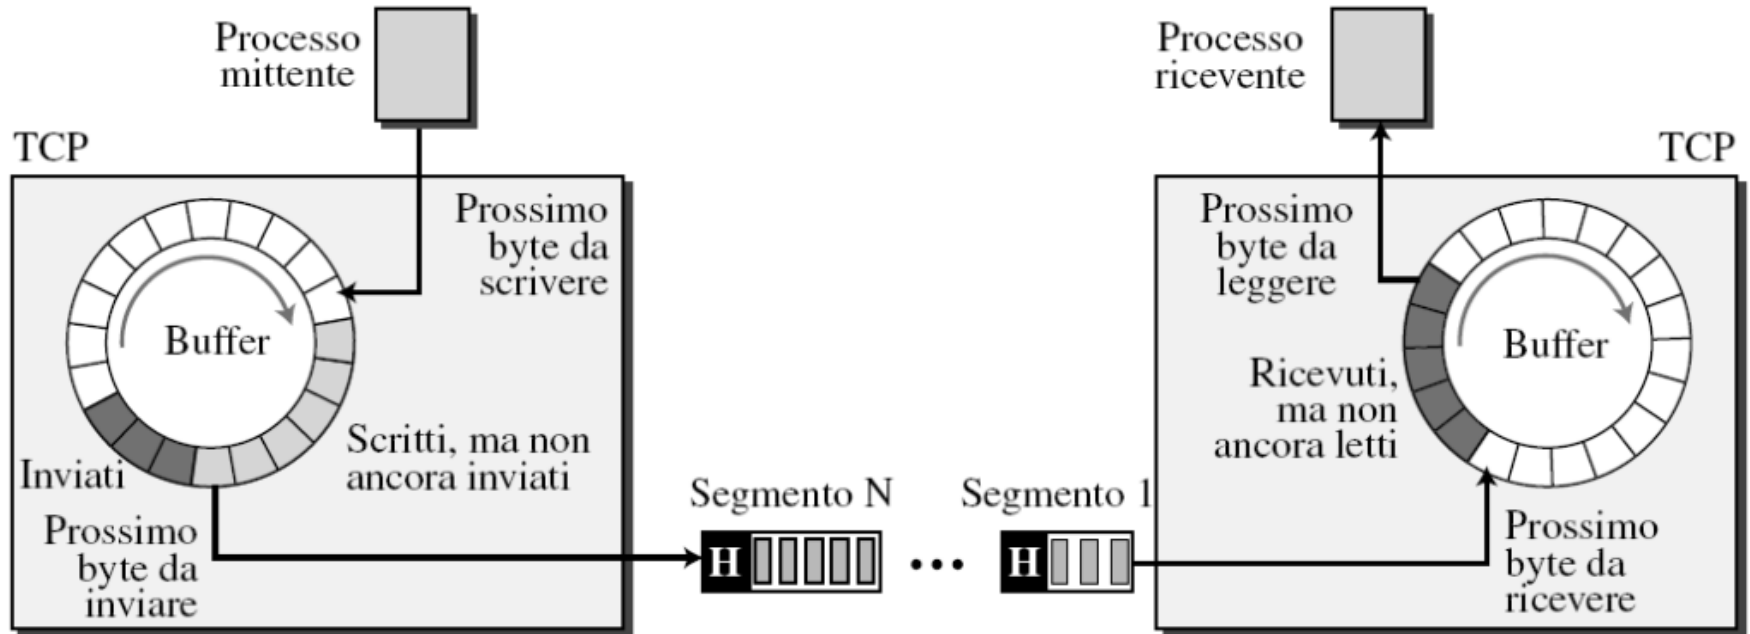 Processo
mittente
TCP
Prossimo
byte da
scrivere
Buffer
Scritti, ma non
ancora inviati
Inviati
Prossimo
byte da
inviare
Segmento N
H
...
Segmento 1
H
Processo
ricevente
TCP
Prossimo
byte da
leggere
Buffer
Ricevuti,
ma non
ancora letti
Prossimo
byte da
ricevere